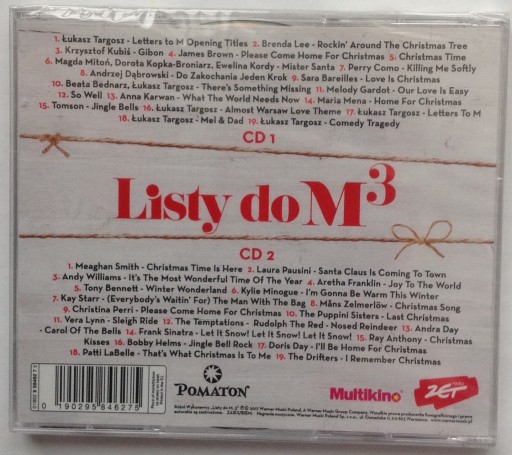 1. Łukasz Targosz - Letters to M Opening Titles 2. Brenda Lee - Rockin' Around The Christmas Tree
3. Krzysztof Kubiś - Gibon 4. James Brown - Please Come Home For Christmas 5. Christmas Time
6. Magda Mitoń, Dorota Kopka-Broniarz, Ewelina Kordy - Mister Santa 7. Perry Como - Killing Me Softly
8. Andrzej Dąbrowski - Do Zakochania Jeden Krok 9. Sara Bareilles - Love Is Christmas
10. Beata Bednarz, Łukasz Targosz - There's Something Missing 11. Melody Gardot - Our Love Is Easy
12. So Well 13. Anna Karwan - What The World Needs Now 14. Maria Mena - Home For Christmas
15. Tomson - Jingle Bells 16. Łukasz Targosz - Almost Warsaw Love Theme 17. Łukasz Targosz - Letters To M
18. Łukasz Targosz - Mel & Dad 19. Łukasz Targosz - Comedy Tragedy
CD 1
Listy do M3
CD 2
1. Meaghan Smith - Christmas Time Is Here 2. Laura Pausini - Santa Claus Is Coming To Town
3. Andy Williams - It's The Most Wonderful Time Of The Year 4. Aretha Franklin - Joy To The World
5. Tony Bennett - Winter Wonderland 6. Kylie Minogue - I'm Gonna Be Warm This Winter
7. Kay Starr - (Everybody's Waitin' For) The Man With The Bag 8. Måns Zelmerlöw - Christmas Song
9. Christina Perri - Please Come Home For Christmas 10. The Puppini Sisters - Last Christmas
11. Vera Lynn - Sleigh Ride 12. The Temptations - Rudolph The Red - Nosed Reindeer 13. Andra Day
- Carol Of The Bells 14. Frank Sinatra - Let It Snow! Let It Snow! Let It Snow! 15. Ray Anthony - Christmas
Kisses 16. Bobby Helms - Jingle Bell Rock 17. Doris Day - I'll Be Home For Christmas
18. Patti LaBelle - That's What Christmas Is To Me 19. The Drifters - I Remember Christmas
0 190295 846275
POMATON
Multikino
ZET